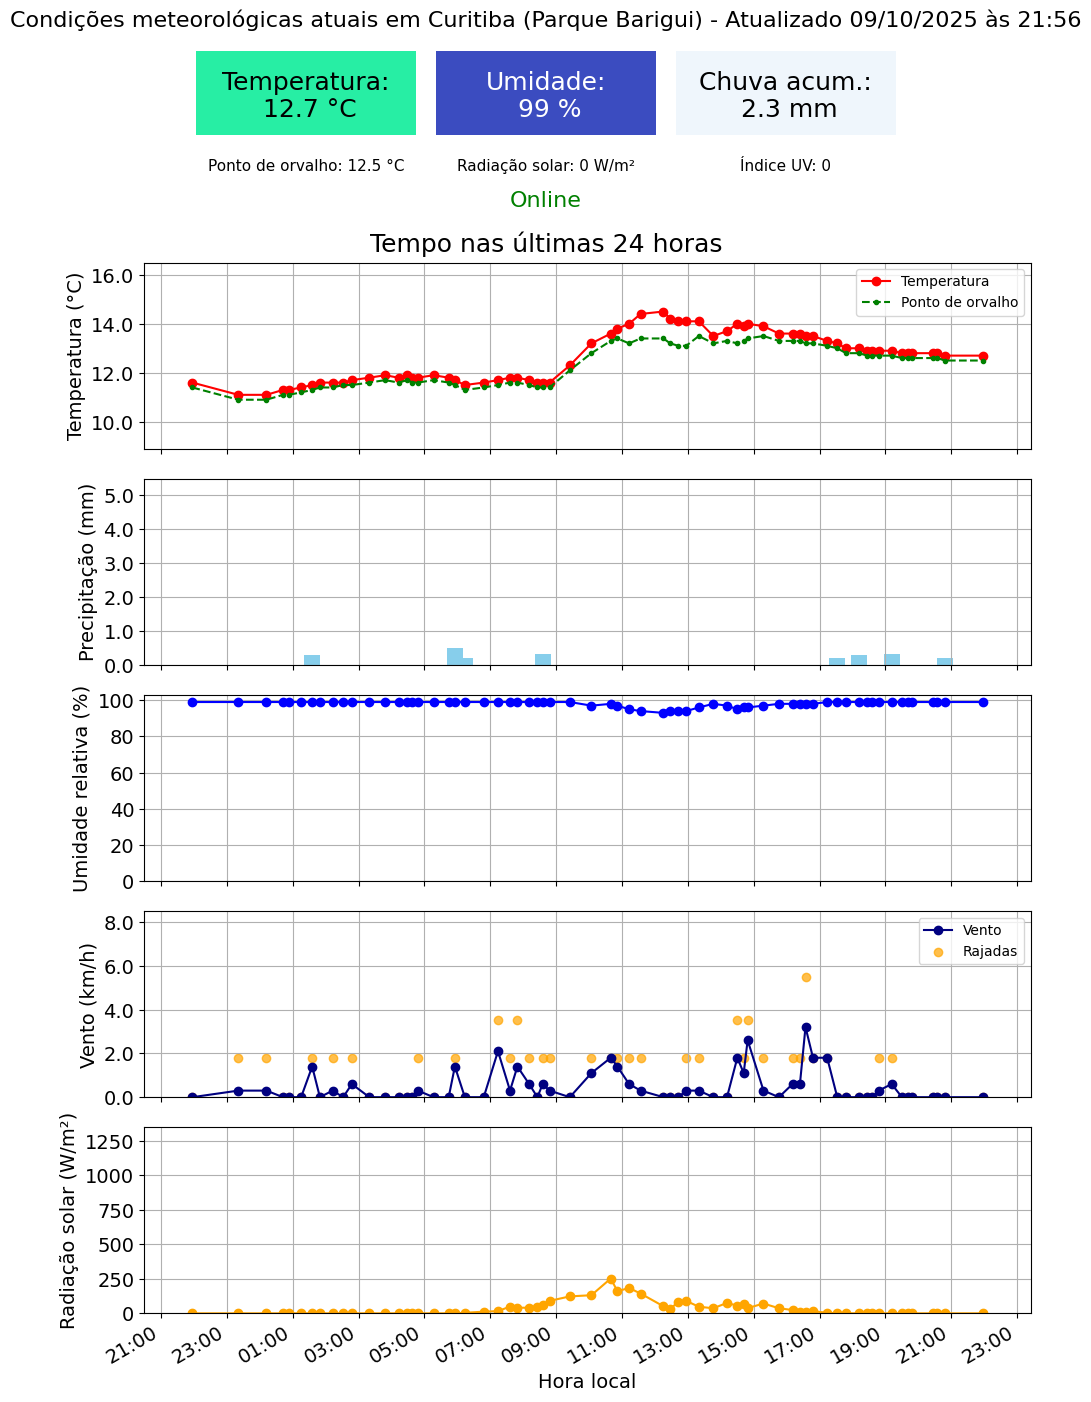 Condições meteorológicas atuais em Curitiba (Parque Barigui) - Atualizado 09/10/2025 às 21:56
Temperatura:
12.7 °C
Umidade:
99 %
Chuva acum.:
2.3 mm
Ponto de orvalho: 12.5 °C
Radiação solar: 0 W/m²
Índice UV: 0
Online
Tempo nas últimas 24 horas
Temperatura (°C)
16.0
14.0
12.0
10.0
Temperatura
Ponto de orvalho
Precipitação (mm)
5.0
4.0
3.0
2.0
1.0
0.0
Umidade relativa (%)
100
80
60
40
20
0
Vento (km/h)
8.0
6.0
4.0
2.0
0.0
Vento
Rajadas
Radiação solar (W/m²)
1250
1000
750
500
250
0
21:00
23:00
01:00
03:00
05:00
07:00
09:00
11:00
13:00
15:00
17:00
19:00
21:00
23:00
Hora local